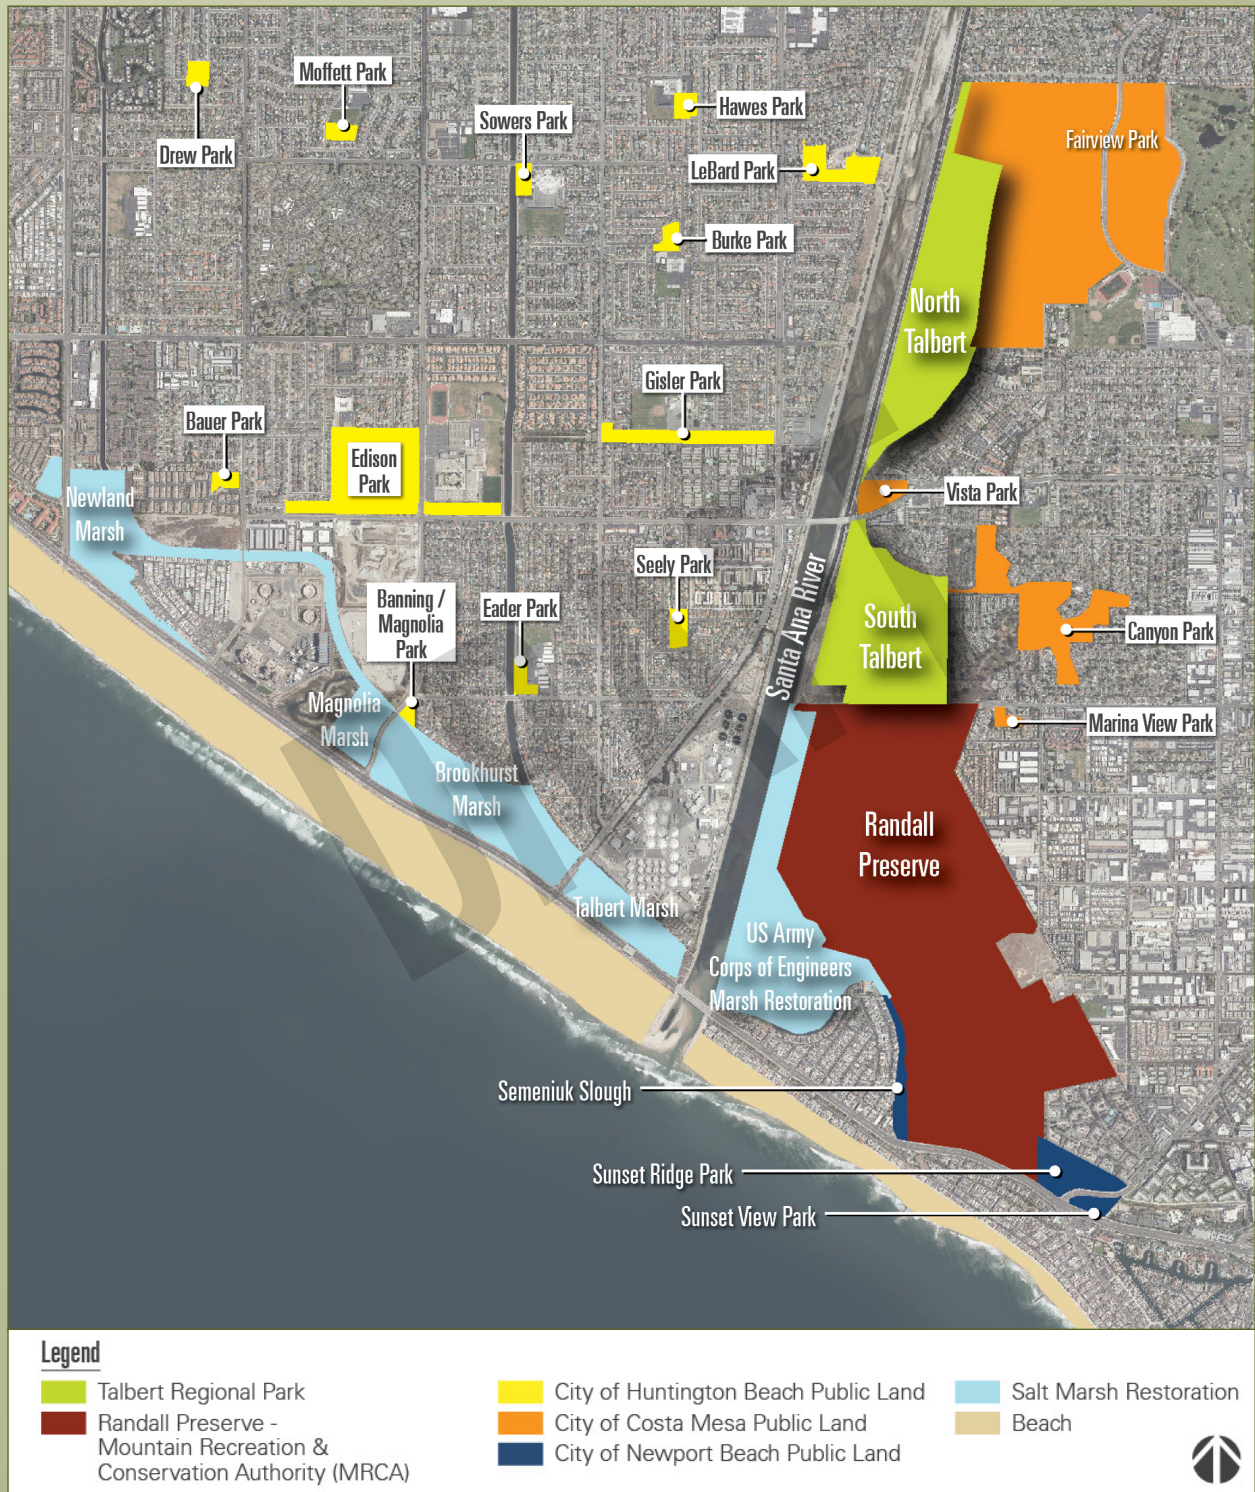 Moffett Park
Hawes Park
Sowers Park
Fairview Park
Drew Park
LeBard Park
Burke Park
North
Talbert
Gisler Park
Bauer Park
Edison
Park
Vista Park
Newland
Marsh
Seely Park
Santa Ana River
Banning /
Magnolia
Park
Eader Park
South
Talbert
Canyon Park
Magnolia
Marsh
Marina View Park
Brookhurst
Marsh
Randall
Preserve
Talbert Marsh
US Army
Corps of Engineers
Marsh Restoration
Semeniuk Slough
Sunset Ridge Park
Sunset View Park
Legend
Talbert Regional Park
Randall Preserve -
Mountain Recreation &
Conservation Authority (MRCA)
City of Huntington Beach Public Land
City of Costa Mesa Public Land
City of Newport Beach Public Land
Salt Marsh Restoration
Beach